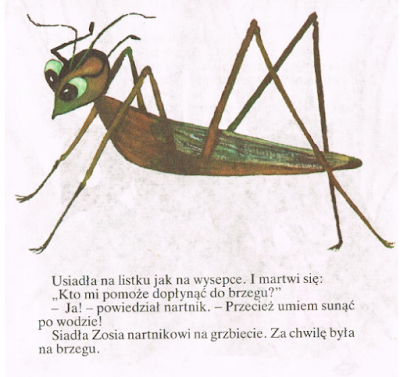 Usiadła na listku jak na wysepce. I martwi się:
„Kto mi pomoże dopłynąć do brzegu?”
– Ja! – powiedział nartnik. – Przecież umiem sunąć
po wodzie!
Siadła Zosia nartnikowi na grzbiecie. Za chwilę była
na brzegu.